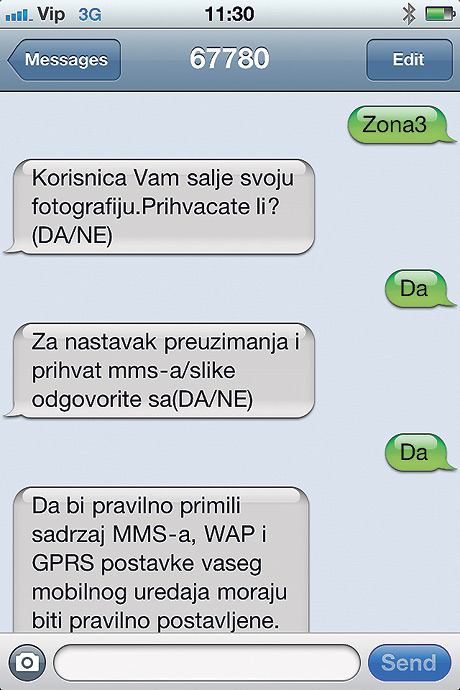 Vip 3G 11:30
Messages 67780 Edit
Zona3
Korisnica Vam salje svoju
fotografiju.Prihvacate li?
(DA/NE)
Da
Za nastavak preuzimanja i
prihvat mms-a/slike
odgovorite sa(DA/NE)
Da
Da bi pravilno primili
sadrzaj MMS-a, WAP i
GPRS postavke vaseg
mobilnog uredaja moraju
biti pravilno postavljene.
Send